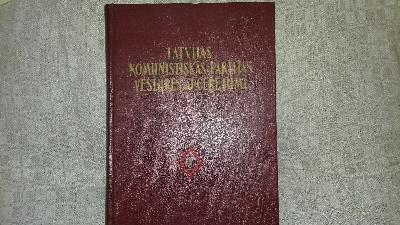 LATVIJAS
KOMUNISTISKĀS PARTIJAS
VĒSTURES APCERĒJUMI